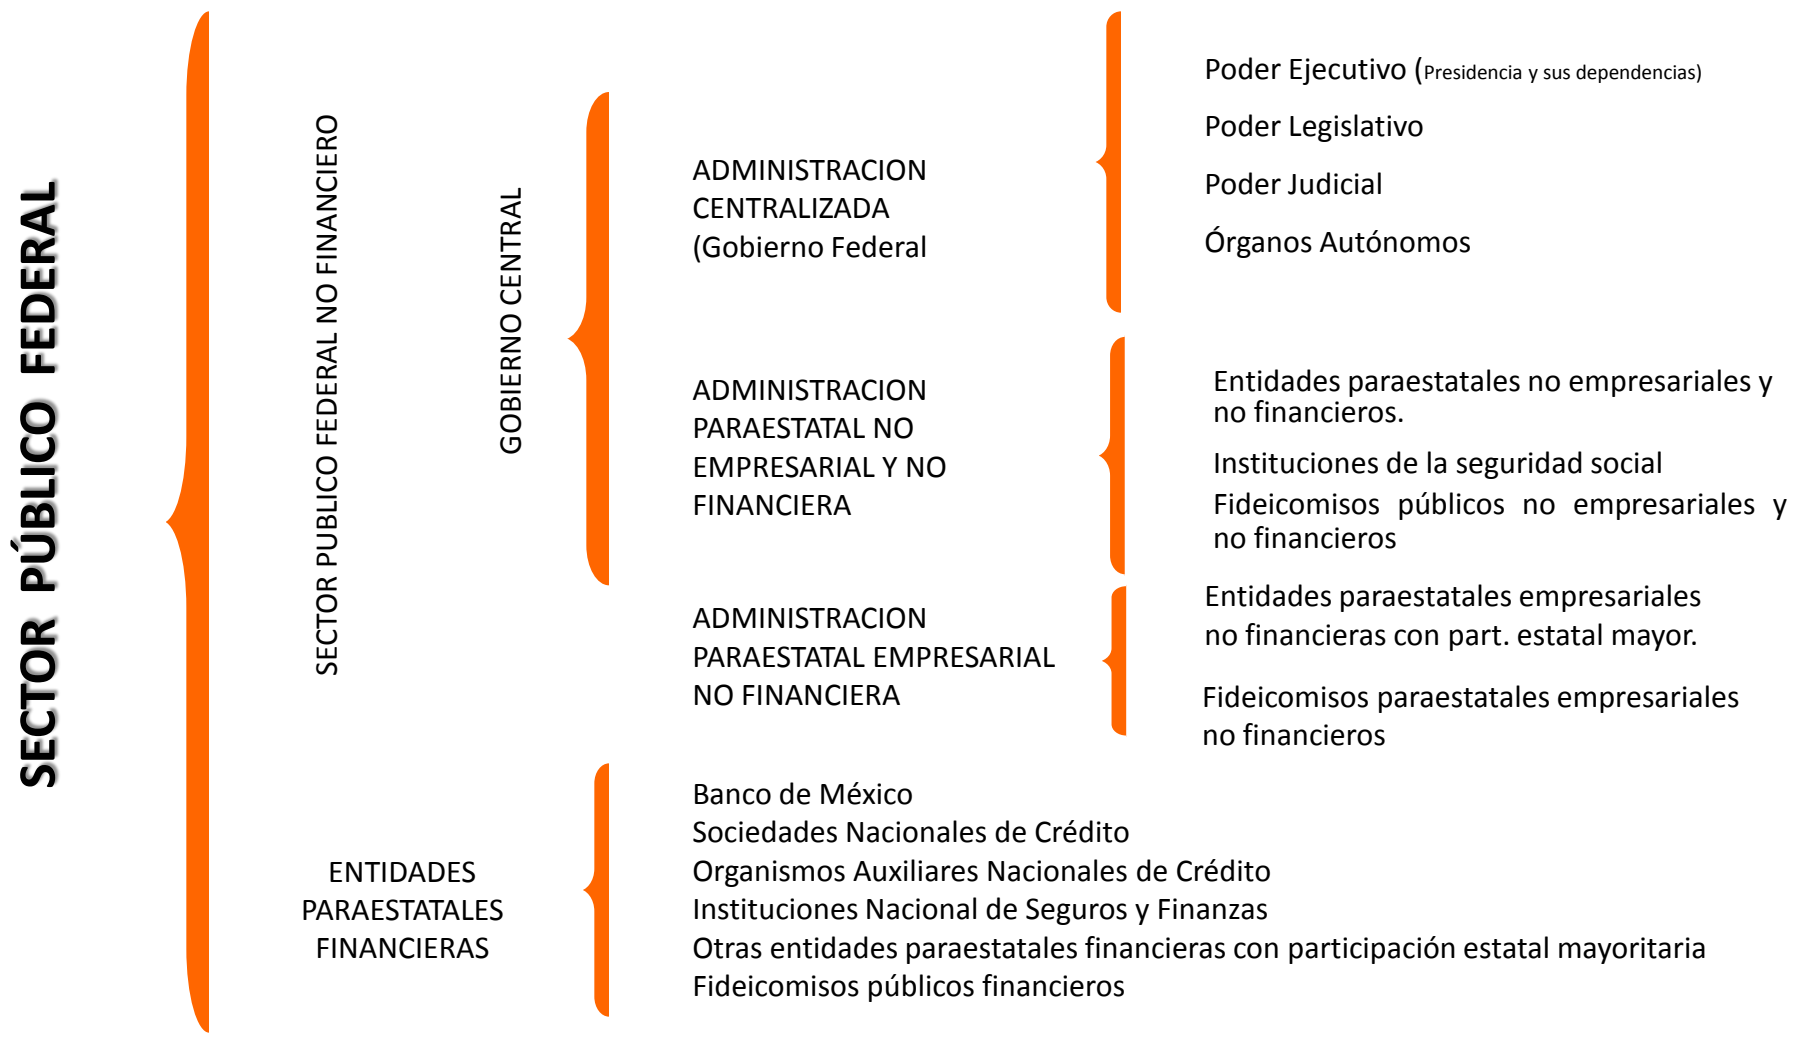 SECTOR PÚBLICO FEDERAL
SECTOR PUBLICO FEDERAL NO FINANCIERO
GOBIERNO CENTRAL
ADMINISTRACION
CENTRALIZADA
(Gobierno Federal
Poder Ejecutivo (Presidencia y sus dependencias)
Poder Legislativo
Poder Judicial
Órganos Autónomos
ADMINISTRACION
PARAESTATAL NO
EMPRESARIAL Y NO
FINANCIERA
Entidades paraestatales no empresariales y
no financieros.
Instituciones de la seguridad social
Fideicomisos públicos no empresariales y
no financieros
ADMINISTRACION
PARAESTATAL EMPRESARIAL
NO FINANCIERA
Entidades paraestatales empresariales
no financieras con part. estatal mayor.
Fideicomisos paraestatales empresariales
no financieros
ENTIDADES
PARAESTATALES
FINANCIERAS
Banco de México
Sociedades Nacionales de Crédito
Organismos Auxiliares Nacionales de Crédito
Instituciones Nacional de Seguros y Finanzas
Otras entidades paraestatales financieras con participación estatal mayoritaria
Fideicomisos públicos financieros